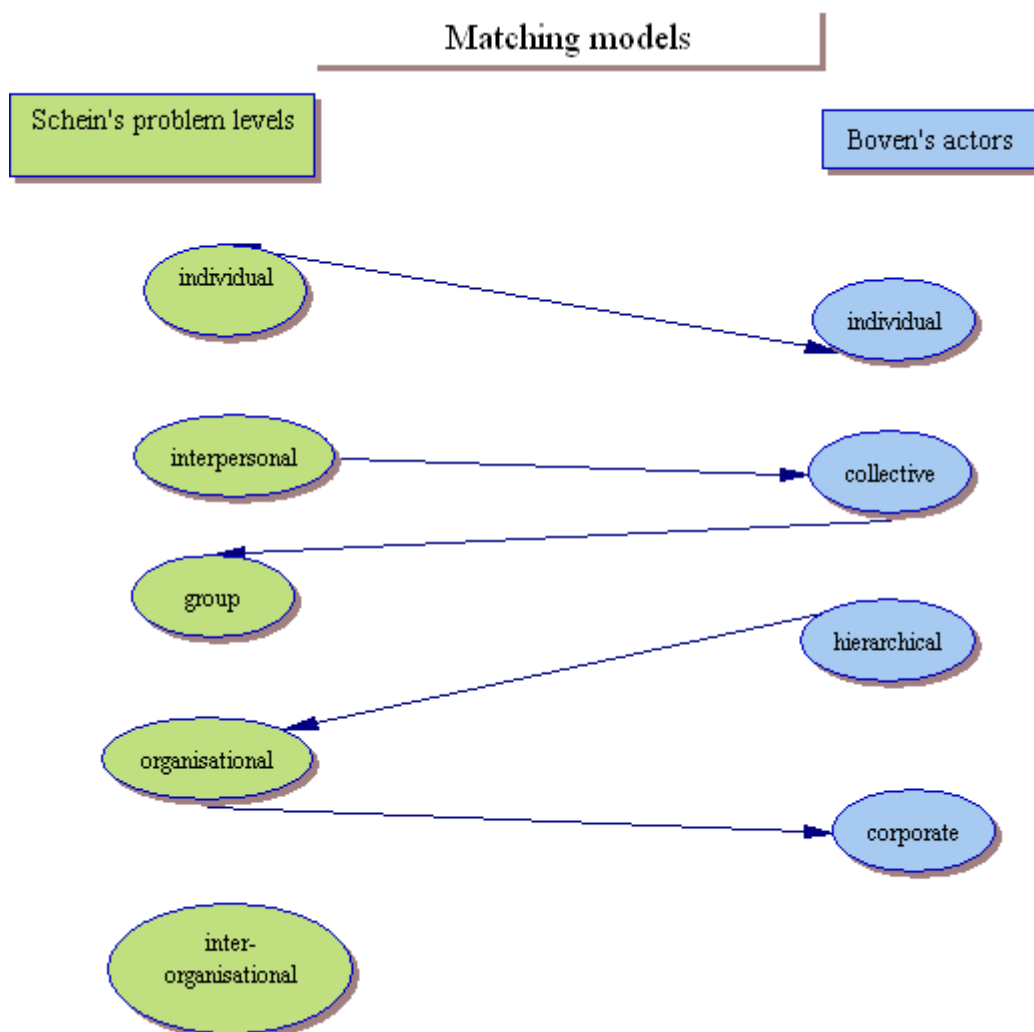 Matching models
Schein's problem levels
Boven's actors
individual
individual
interpersonal
collective
group
hierarchical
organisational
corporate
inter-
organisational